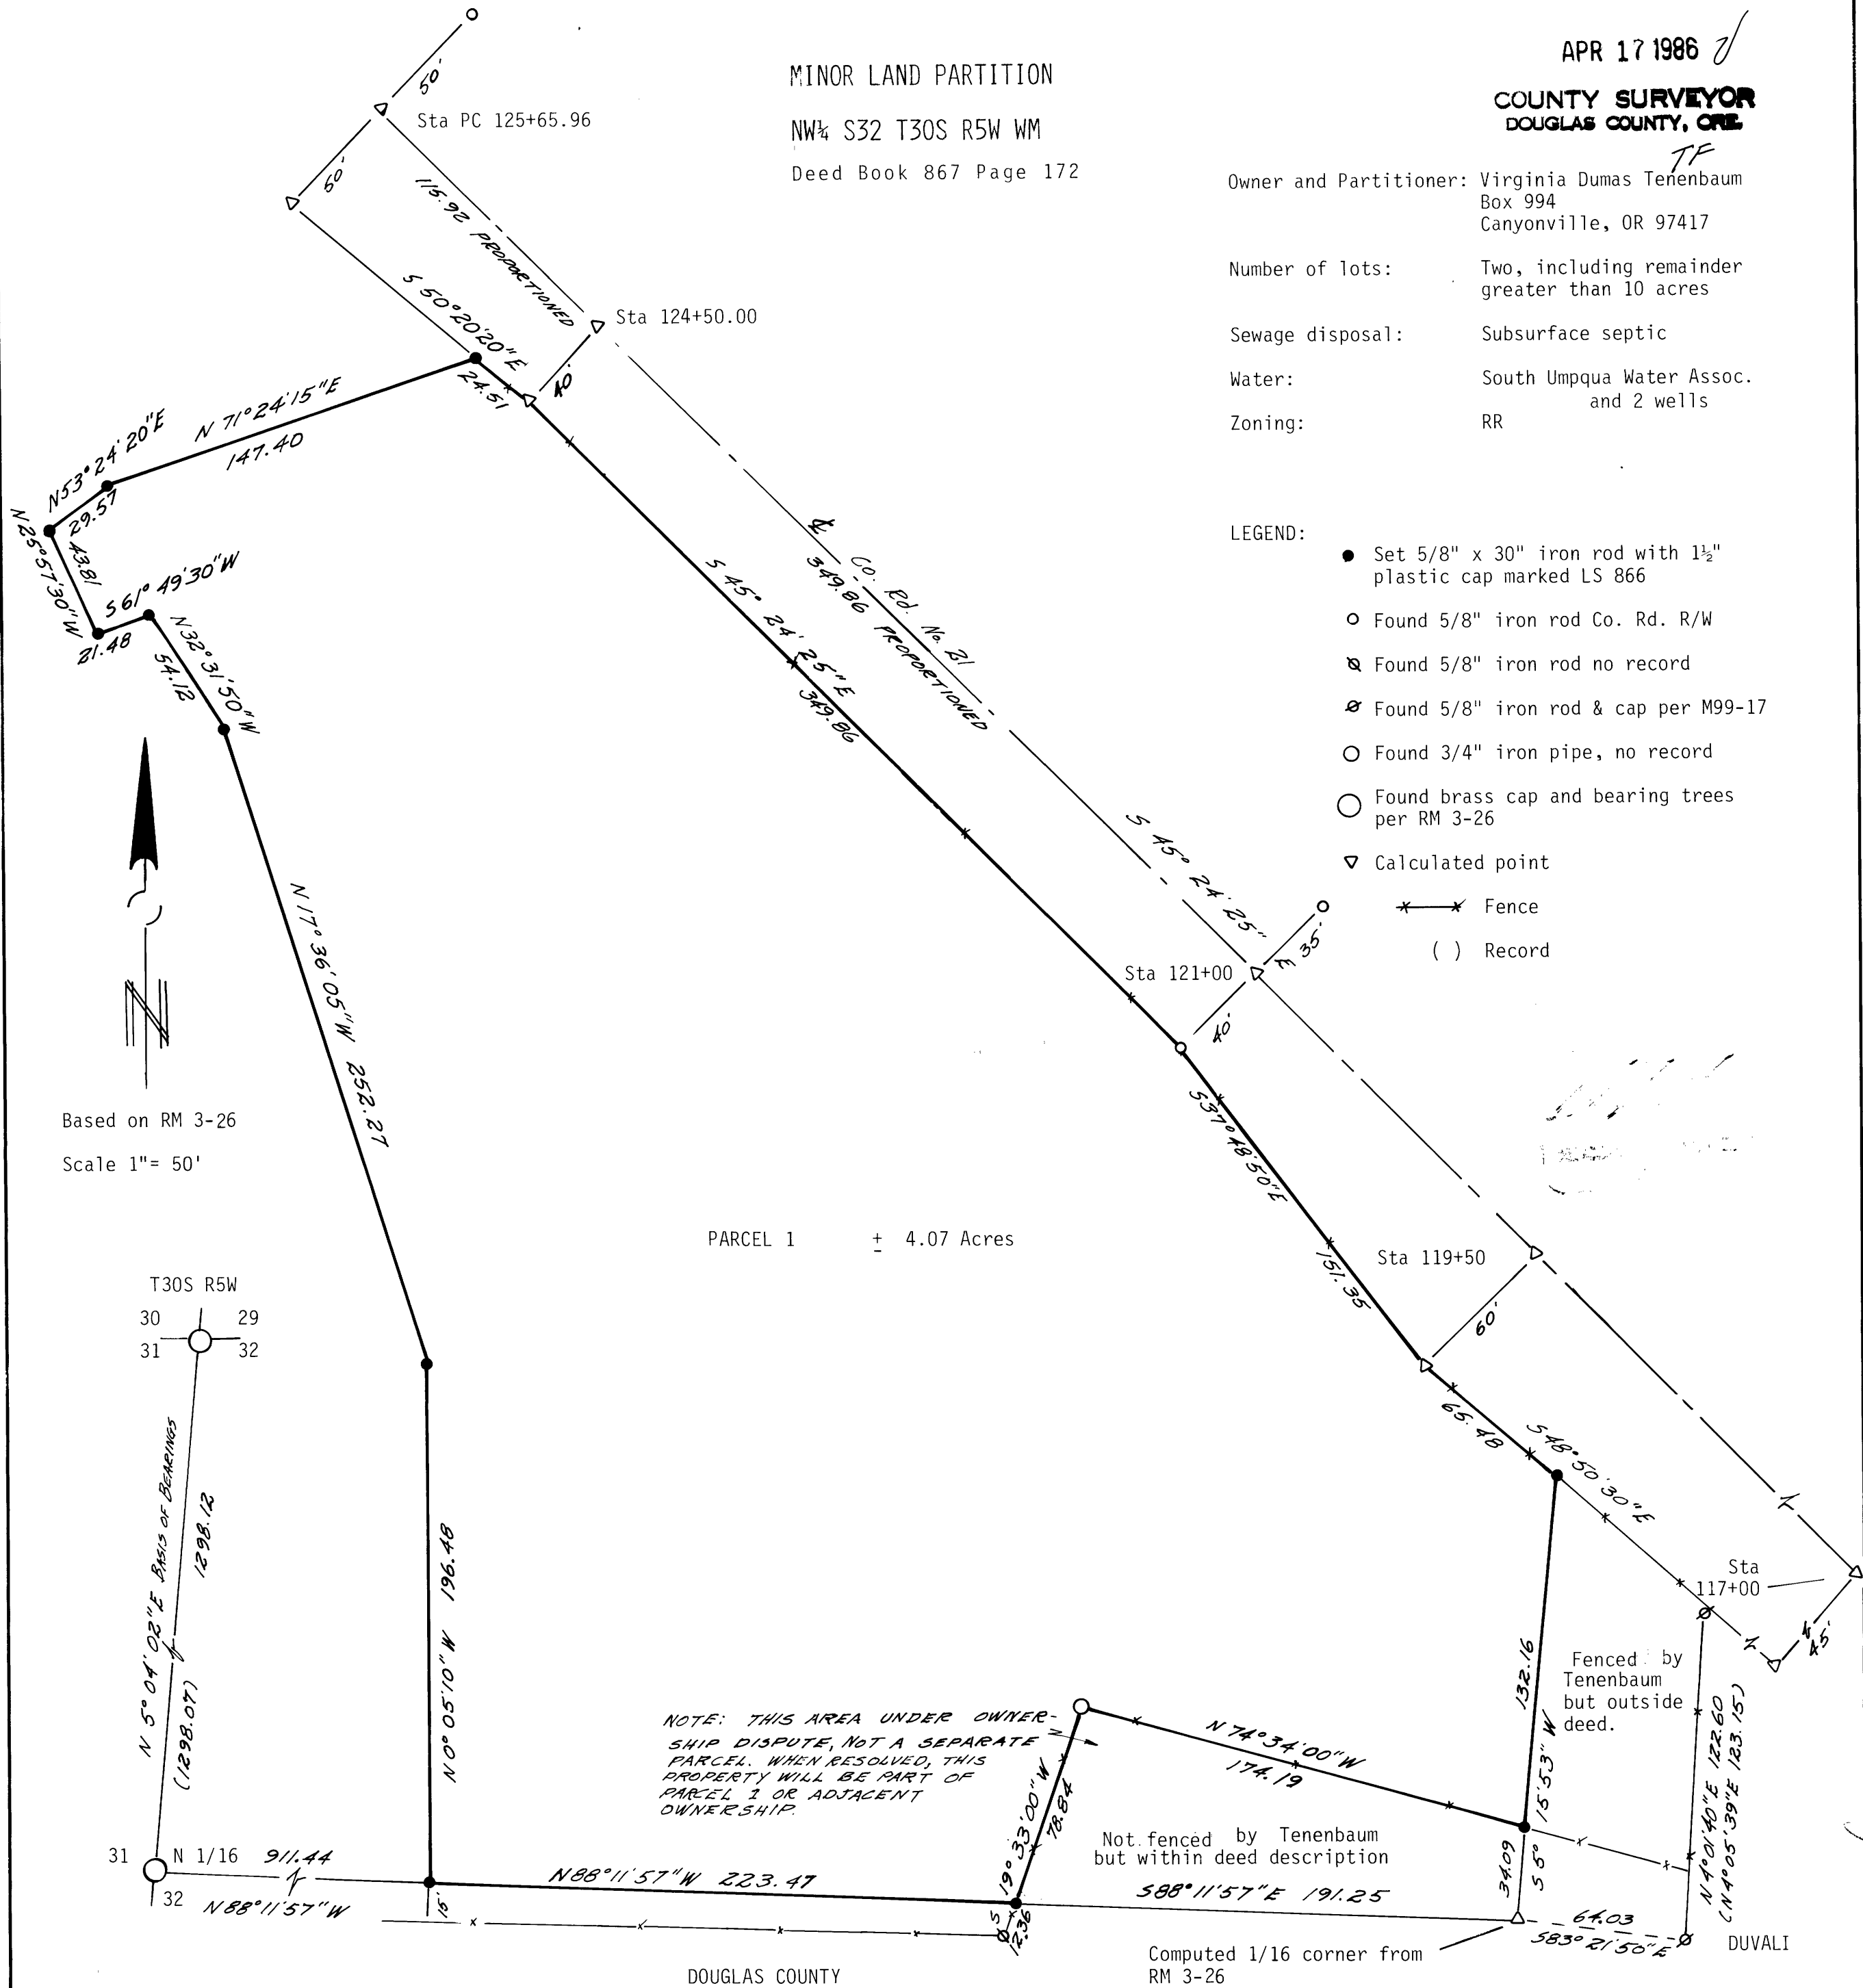 APR 17 1986
COUNTY SURVEYOR
DOUGLAS COUNTY, ORE.
TF
MINOR LAND PARTITION
NW¼ S32 T30S R5W WM
Deed Book 867 Page 172
Owner and Partitioner: Virginia Dumas Tenenbaum
Box 994
Canyonville, OR 97417
Number of lots: Two, including remainder
greater than 10 acres
Sewage disposal: Subsurface septic
Water: South Umpqua Water Assoc.
and 2 wells
Zoning: RR
LEGEND:
Set 5/8" x 30" iron rod with 1½"
plastic cap marked LS 866
Found 5/8" iron rod Co. Rd. R/W
Found 5/8" iron rod no record
Found 5/8" iron rod & cap per M99-17
Found 3/4" iron pipe, no record
Found brass cap and bearing trees
per RM 3-26
Calculated point
Fence
( ) Record
50'
Sta PC 125+65.96
50'
115.92 PROPORTIONED
S 50°20'20"E
24.51
Sta 124+50.00
40'
N 71°24'15"E
147.40
N53°24'20"E
29.57
N25°57'30"W
43.81
S61°49'30"W
21.48
N32°31'50"W
54.12
℄ CO. Rd. No. 21
349.86 PROPORTIONED
S 45° 24' 25"E
349.86
S 45° 24' 25" E
35'
Sta 121+00
40'
N 17°36'05"W 252.27
Based on RM 3-26
Scale 1"= 50'
S37°48'50"E
151.35
Sta 119+50
60'
PARCEL 1 ± 4.07 Acres
T30S R5W
30 29
31 32
N 5°04'02"E BASIS OF BEARINGS
1298.12
(1298.07)
N0°05'10"W 196.48
65.48
S48°50'30"E
Sta
117+00
45'
132.16
S 5° 15'53" W
34.09
Fenced by
Tenenbaum
but outside
deed.
N4°01'40"E 122.60
(N4°05'39"E 123.15)
NOTE: THIS AREA UNDER OWNER-
SHIP DISPUTE, NOT A SEPARATE
PARCEL. WHEN RESOLVED, THIS
PROPERTY WILL BE PART OF
PARCEL 1 OR ADJACENT
OWNERSHIP.
N 74°34'00"W
174.19
S 19°33'00"W
78.84
12.36
Not fenced by Tenenbaum
but within deed description
31 N 1/16 911.44
32 N88°11'57"W
15'
N88°11'57"W 223.47
S88°11'57"E 191.25
64.03
S83°21'50"E
DUVALI
Computed 1/16 corner from
RM 3-26
DOUGLAS COUNTY